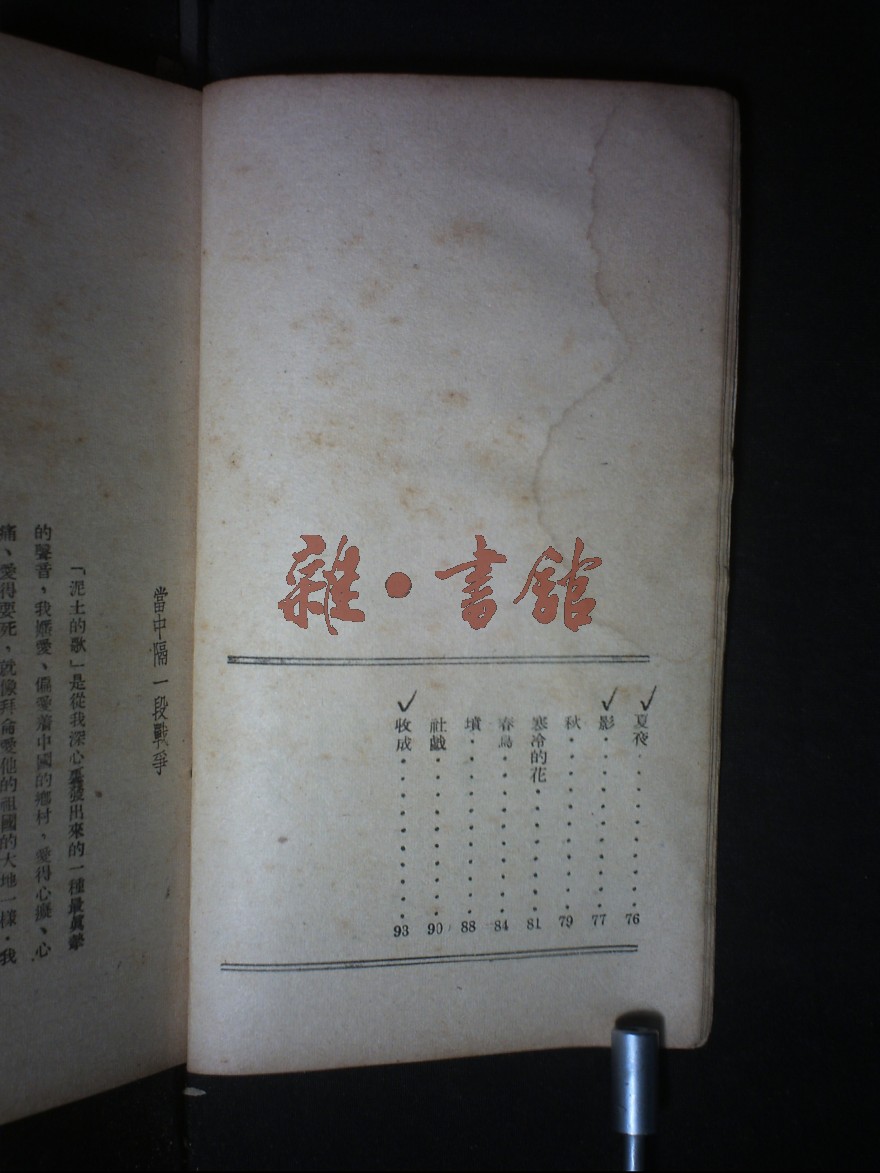 雜·書館
夏夜 76
影 77
秋 79
寒冷的花 81
春鳥 84
墳 88
社戲 90
收成 93
當中隔一段戰爭
「泥土的歌」是從我深心裏發出來的一種最真摯
的聲音，我嬌愛、偏愛着中國的鄉村，愛得心癡、心
痛、愛得要死，就像拜侖愛他的祖國的大地一樣．我